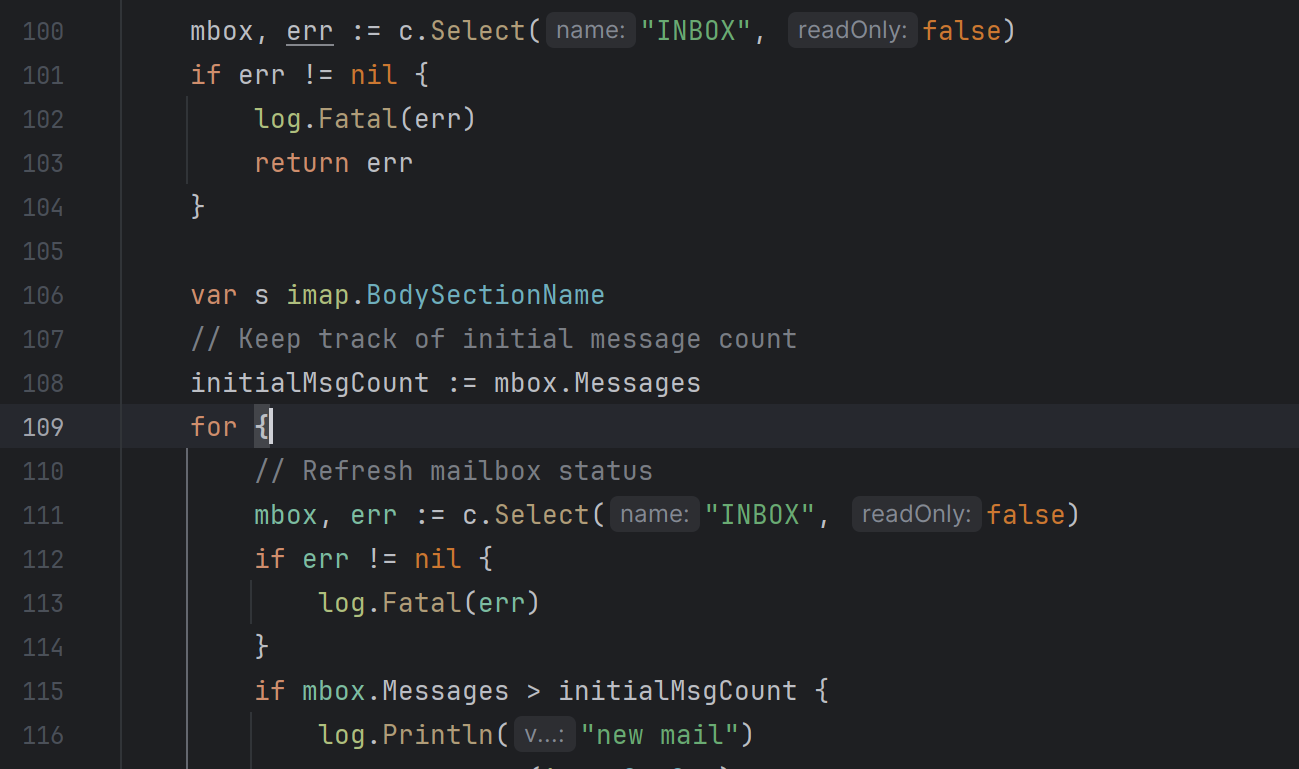 100 mbox, err := c.Select( name: "INBOX", readOnly: false)
101 if err != nil {
102 log.Fatal(err)
103 return err
104 }
105
106 var s imap.BodySectionName
107 // Keep track of initial message count
108 initialMsgCount := mbox.Messages
109 for {
110 // Refresh mailbox status
111 mbox, err := c.Select( name: "INBOX", readOnly: false)
112 if err != nil {
113 log.Fatal(err)
114 }
115 if mbox.Messages > initialMsgCount {
116 log.Println( v...: "new mail")